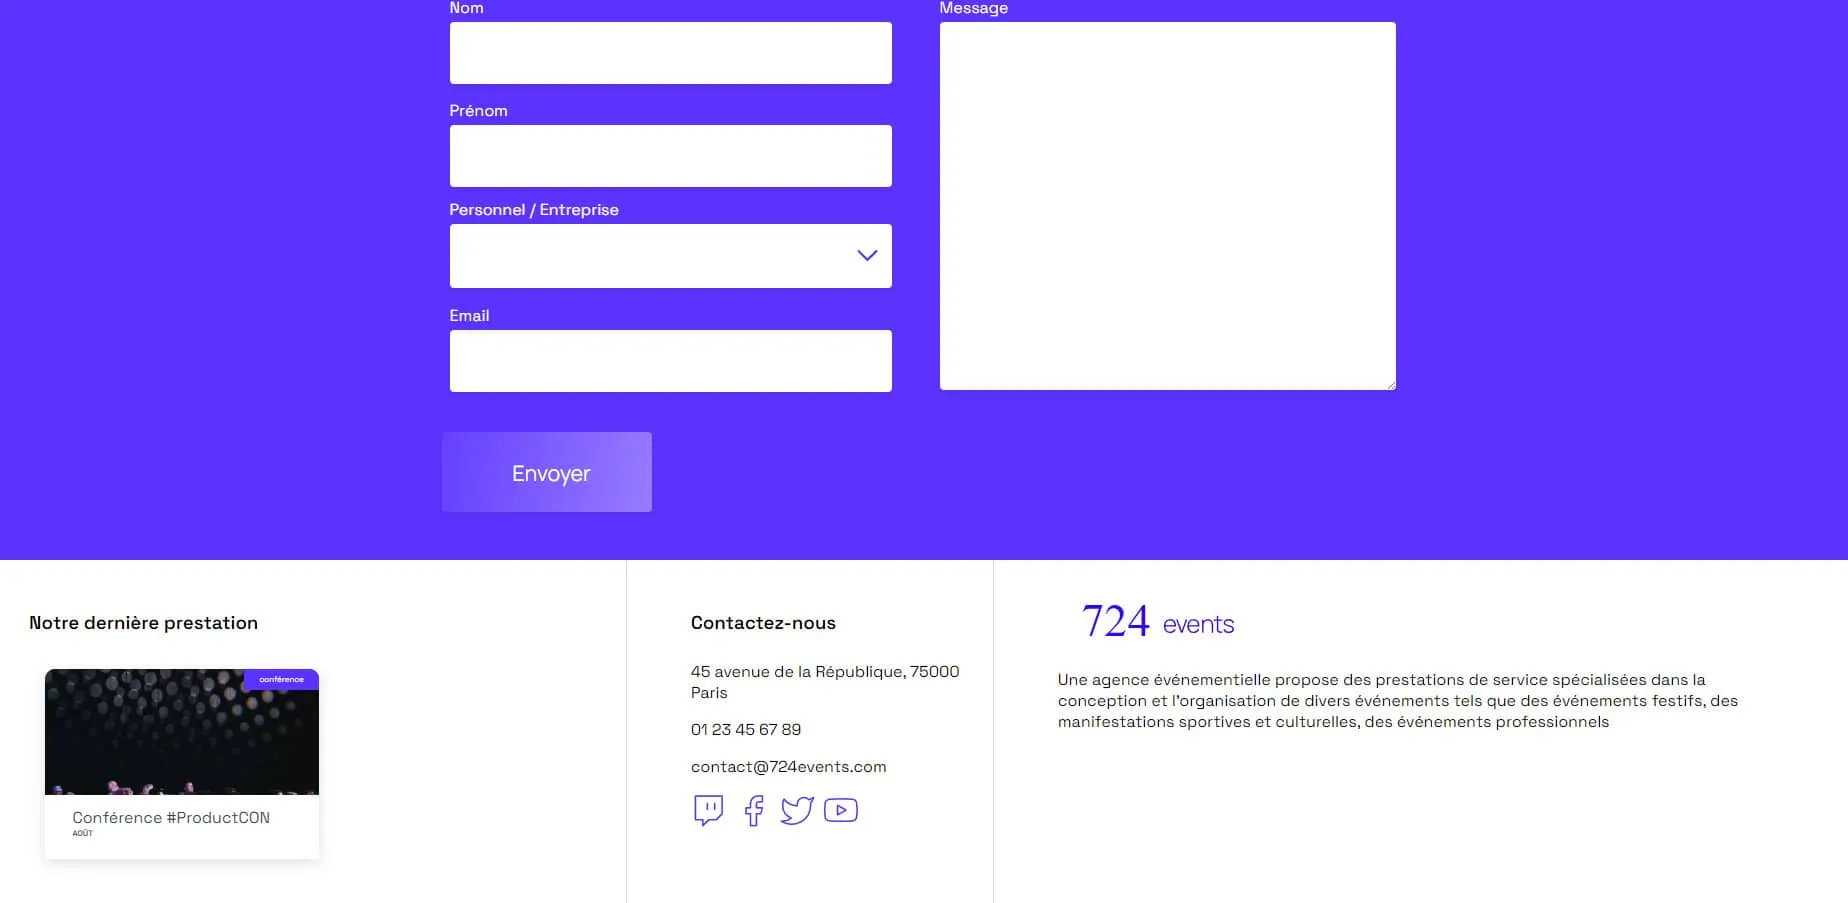 Nom
Message
Prénom
Personnel / Entreprise
Email
Envoyer
Notre dernière prestation
conférence
Conférence #ProductCON
AOÛT
Contactez-nous
45 avenue de la République, 75000
Paris
01 23 45 67 89
contact@724events.com
724 events
Une agence événementielle propose des prestations de service spécialisées dans la
conception et l'organisation de divers événements tels que des événements festifs, des
manifestations sportives et culturelles, des événements professionnels